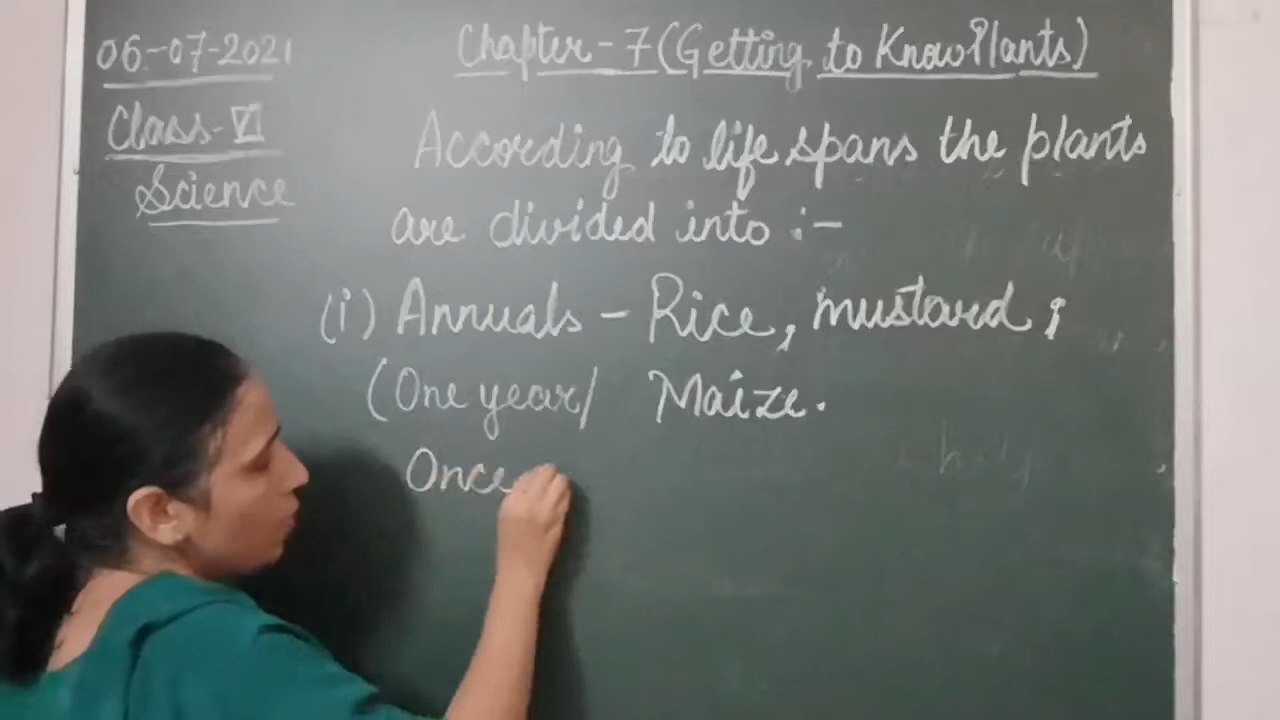 06-07-2021
Class-VI
Science
Chapter-7(Getting to Know Plants)
According to life spans the plants
are divided into :-
(i) Annuals - Rice, mustard,
(One year/ Maize.
Once